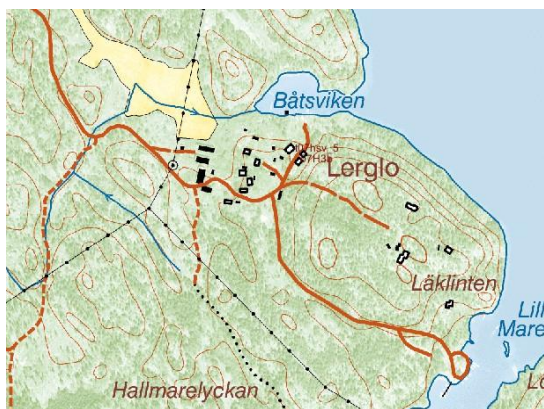 Båtsviken
Lerglo
Läklinten
Lill
Mare
Hallmarelyckan